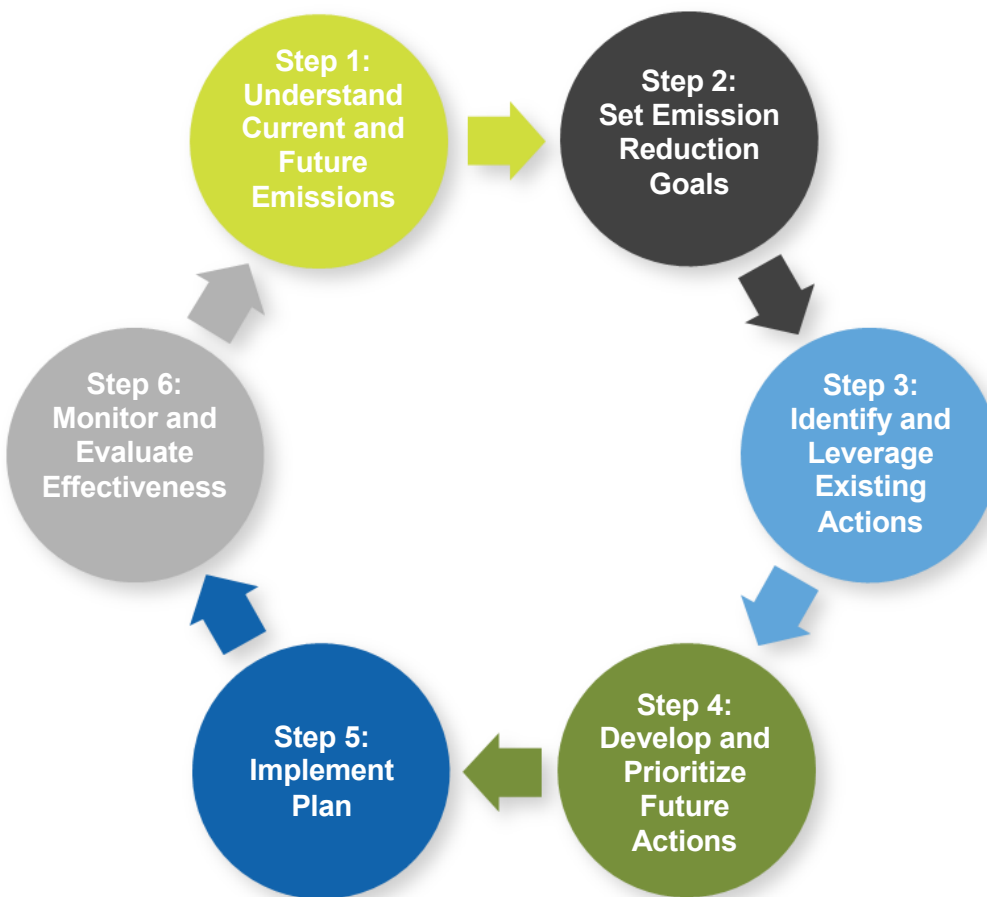 Step 1:
Understand
Current and
Future
Emissions
Step 2:
Set Emission
Reduction
Goals
Step 3:
Identify and
Leverage
Existing
Actions
Step 4:
Develop and
Prioritize
Future
Actions
Step 5:
Implement
Plan
Step 6:
Monitor and
Evaluate
Effectiveness